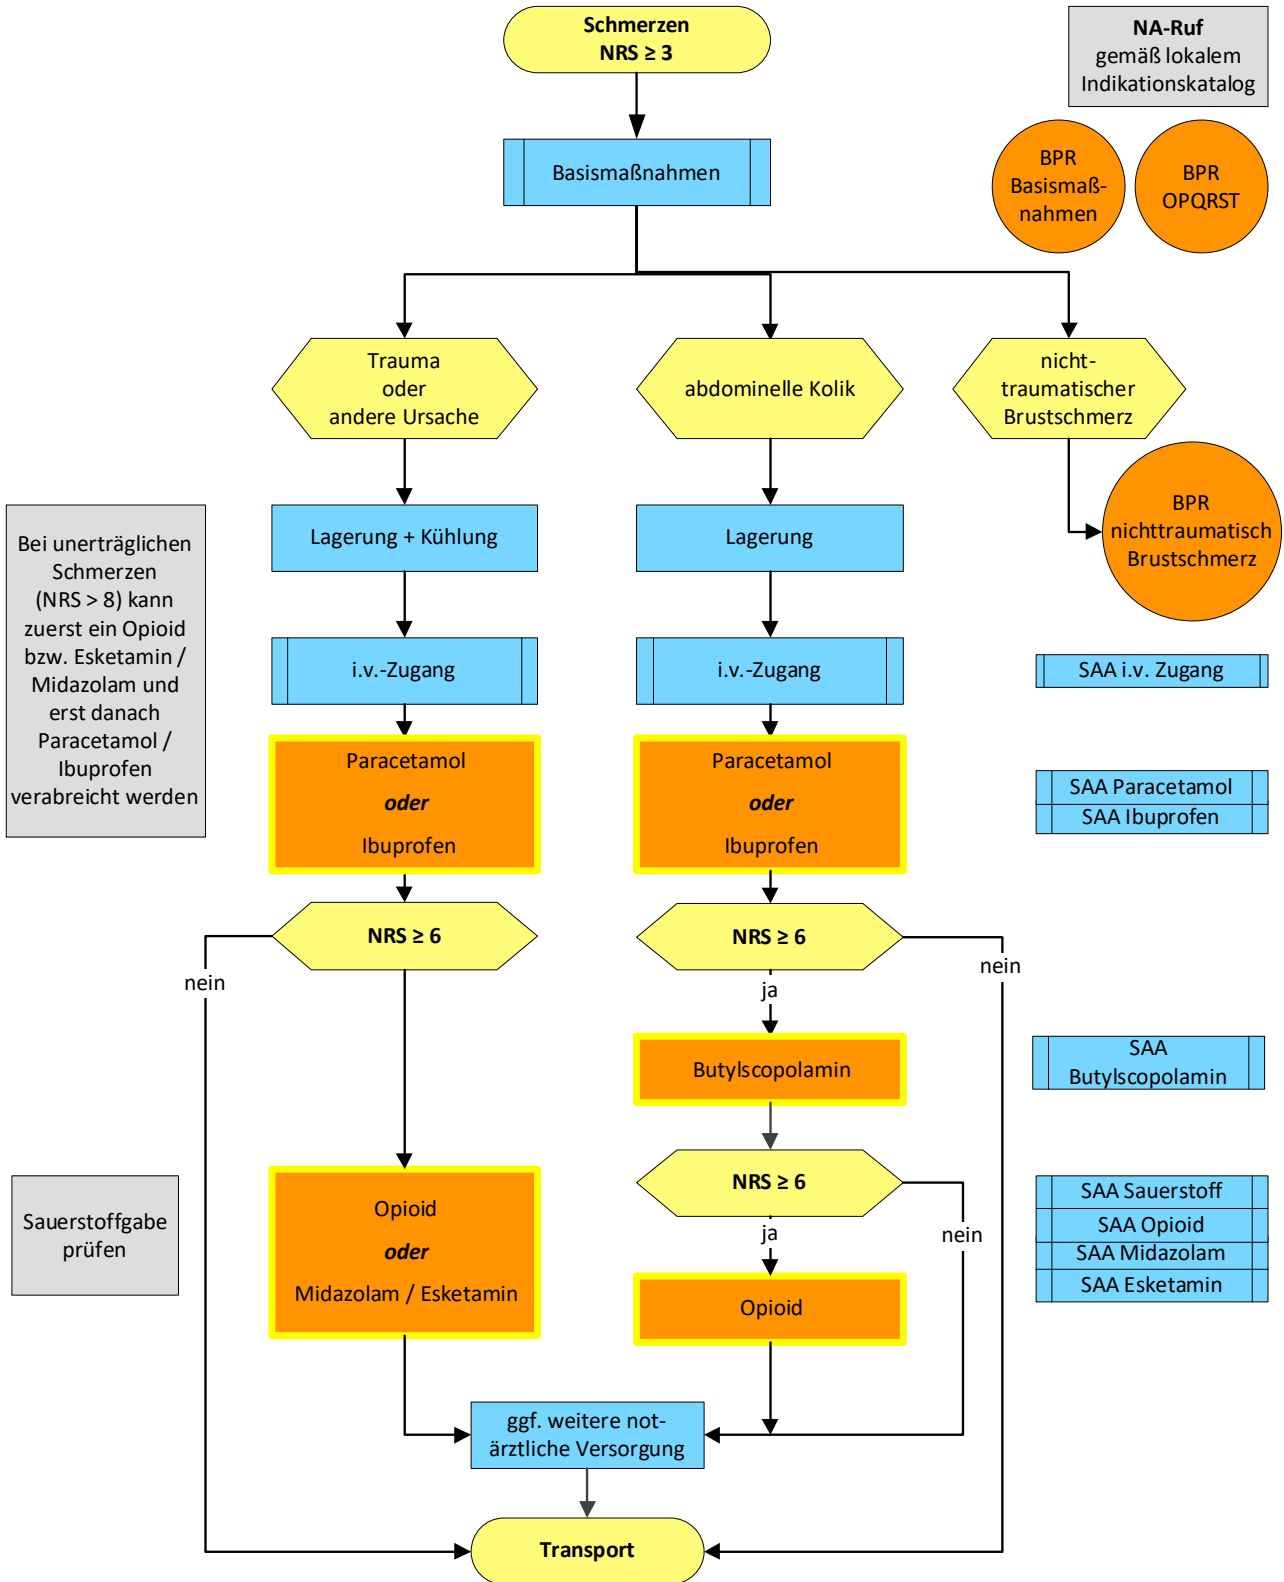 Schmerzen
NRS ≥ 3
NA-Ruf
gemäß lokalem
Indikationskatalog
Basismaßnahmen
BPR
Basismaß-
nahmen
BPR
OPQRST
Trauma
oder
andere Ursache
abdominelle Kolik
nicht-
traumatischer
Brustschmerz
Bei unerträglichen
Schmerzen
(NRS > 8) kann
zuerst ein Opioid
bzw. Esketamin /
Midazolam und
erst danach
Paracetamol /
Ibuprofen
verabreicht werden
Lagerung + Kühlung
Lagerung
BPR
nichttraumatisch
Brustschmerz
i.v.-Zugang
i.v.-Zugang
SAA i.v. Zugang
Paracetamol
oder
Ibuprofen
Paracetamol
oder
Ibuprofen
SAA Paracetamol
SAA Ibuprofen
NRS ≥ 6
NRS ≥ 6
nein
ja
nein
Butylscopolamin
SAA
Butylscopolamin
Sauerstoffgabe
prüfen
Opioid
oder
Midazolam / Esketamin
NRS ≥ 6
ja
nein
Opioid
SAA Sauerstoff
SAA Opioid
SAA Midazolam
SAA Esketamin
ggf. weitere not-
ärztliche Versorgung
Transport